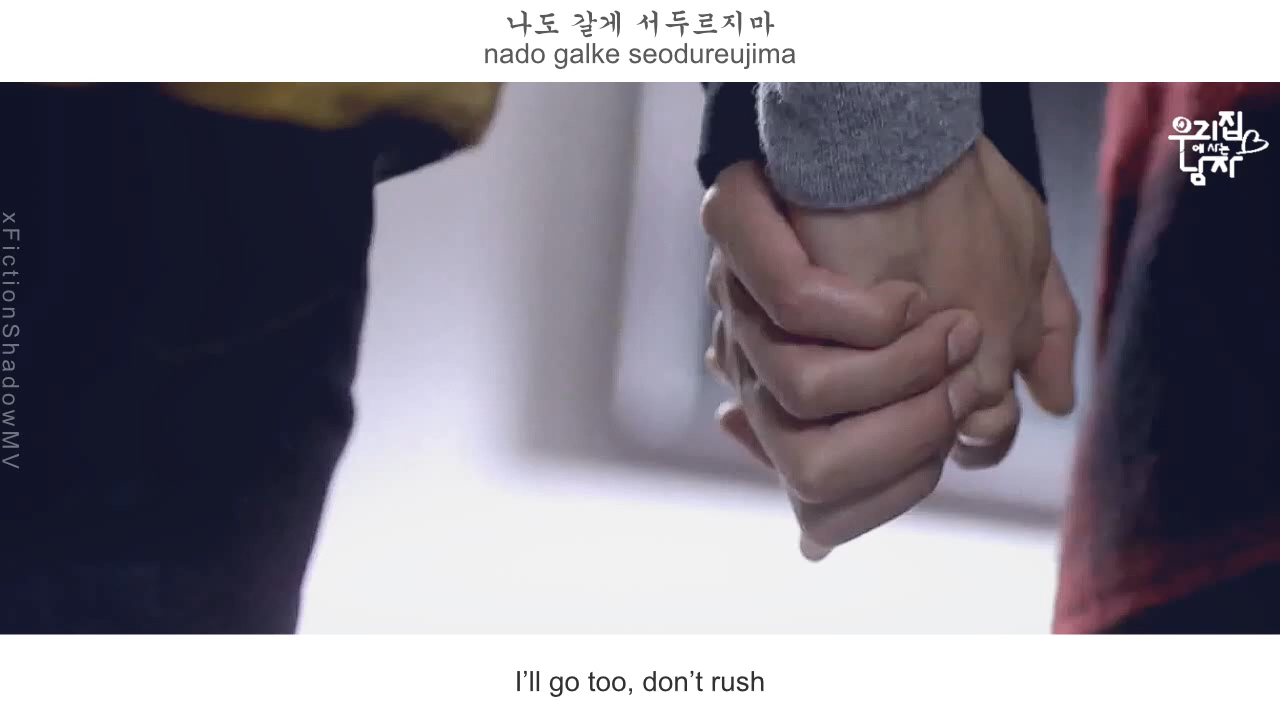 나도 갈게 서두르지마
nado galke seodureujima
우리집
에 사는
남자
xFictionShadowMV
I'll go too, don't rush